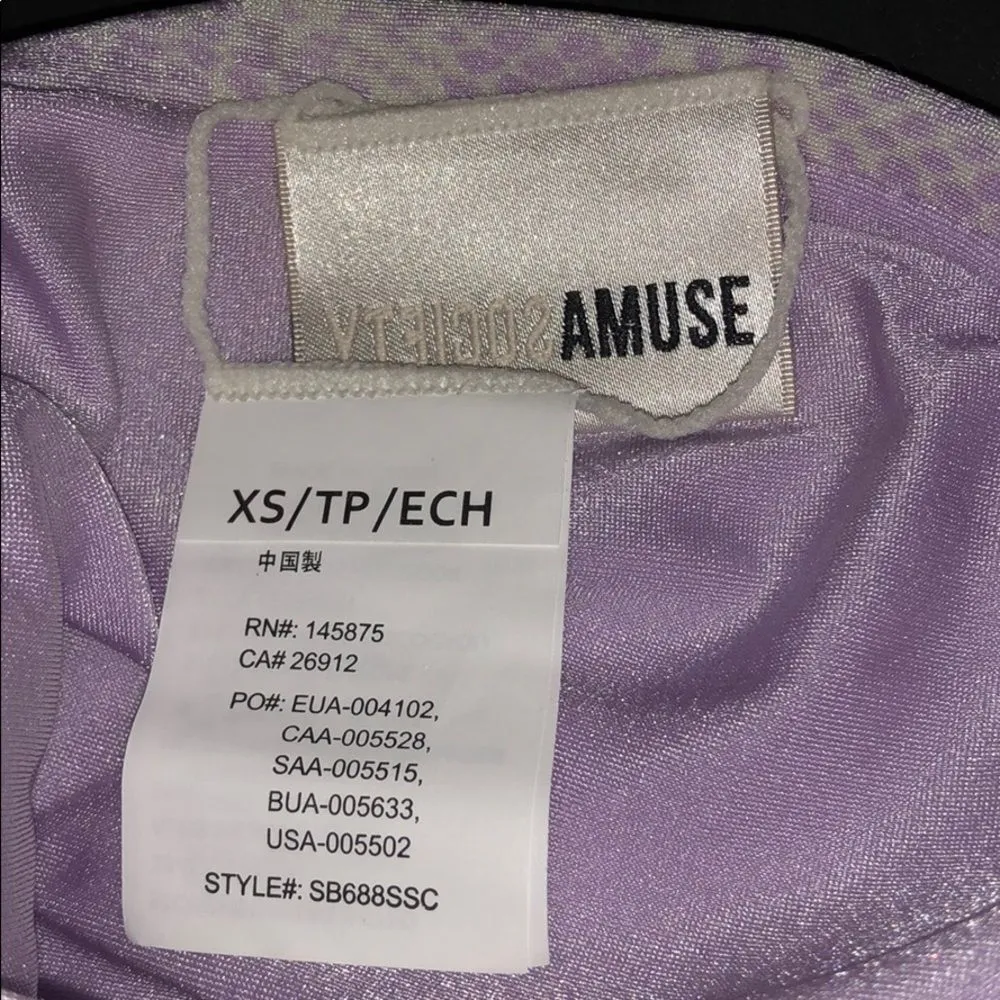 SOCIETY AMUSE
XS/TP/ECH
中国製
RN#: 145875
CA# 26912
PO#: EUA-004102,
CAA-005528,
SAA-005515,
BUA-005633,
USA-005502
STYLE#: SB688SSC